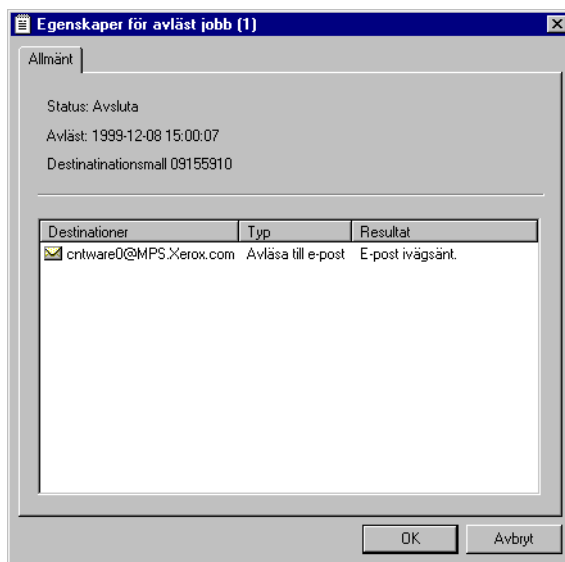 Egenskaper för avläst jobb (1)
Allmänt
Status: Avsluta
Avläst: 1999-12-08 15:00:07
Destinatinationsmall 09155910
Destinationer Typ Resultat
cntware0@MPS.Xerox.com Avläsa till e-post E-post ivägsänt.
OK Avbryt